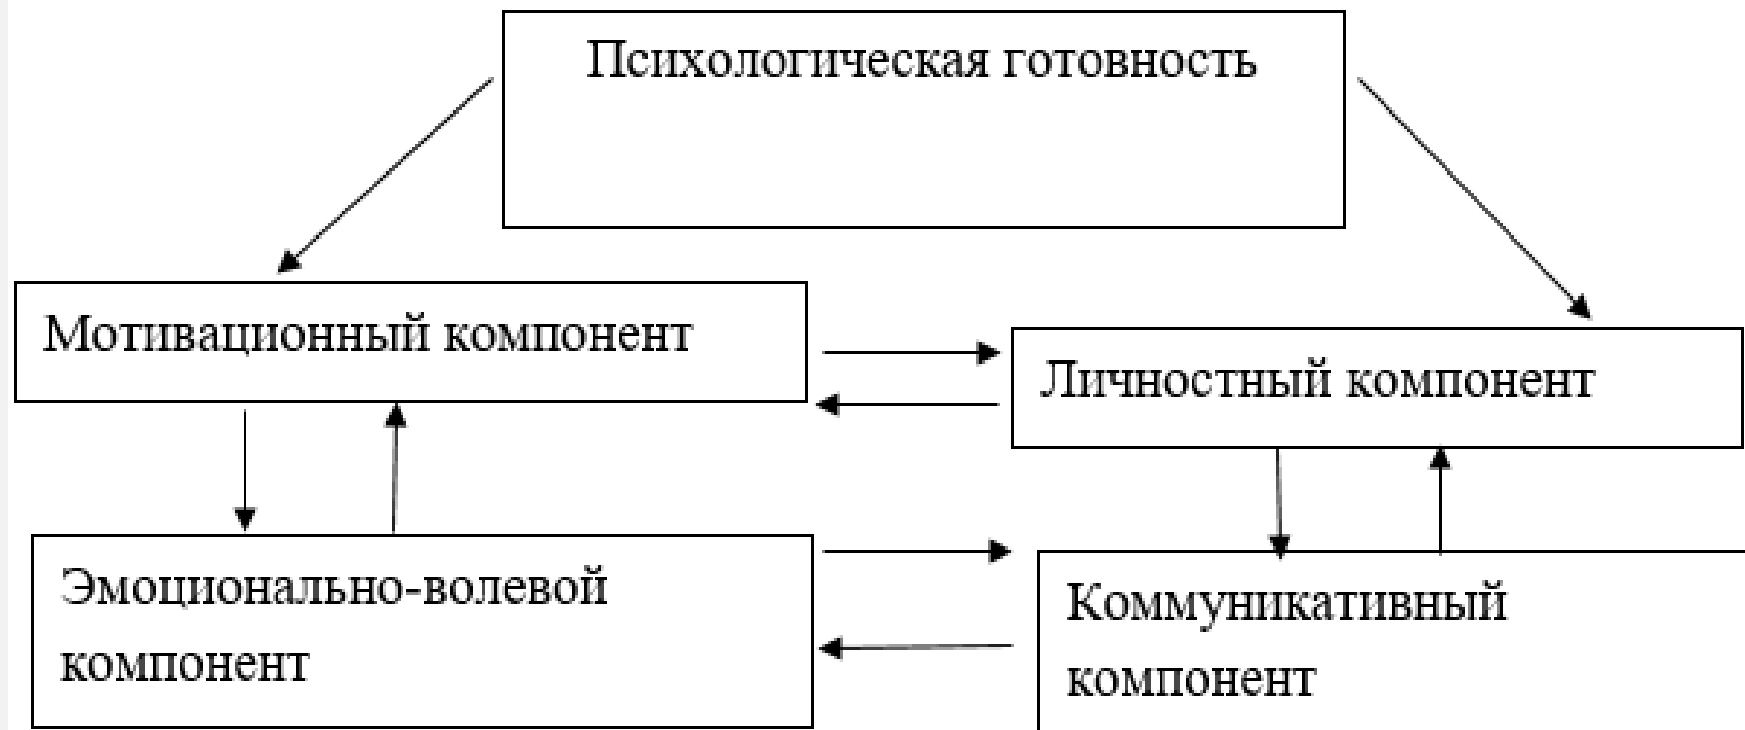 Психологическая готовность
Мотивационный компонент
Личностный компонент
Эмоционально-волевой
компонент
Коммуникативный
компонент